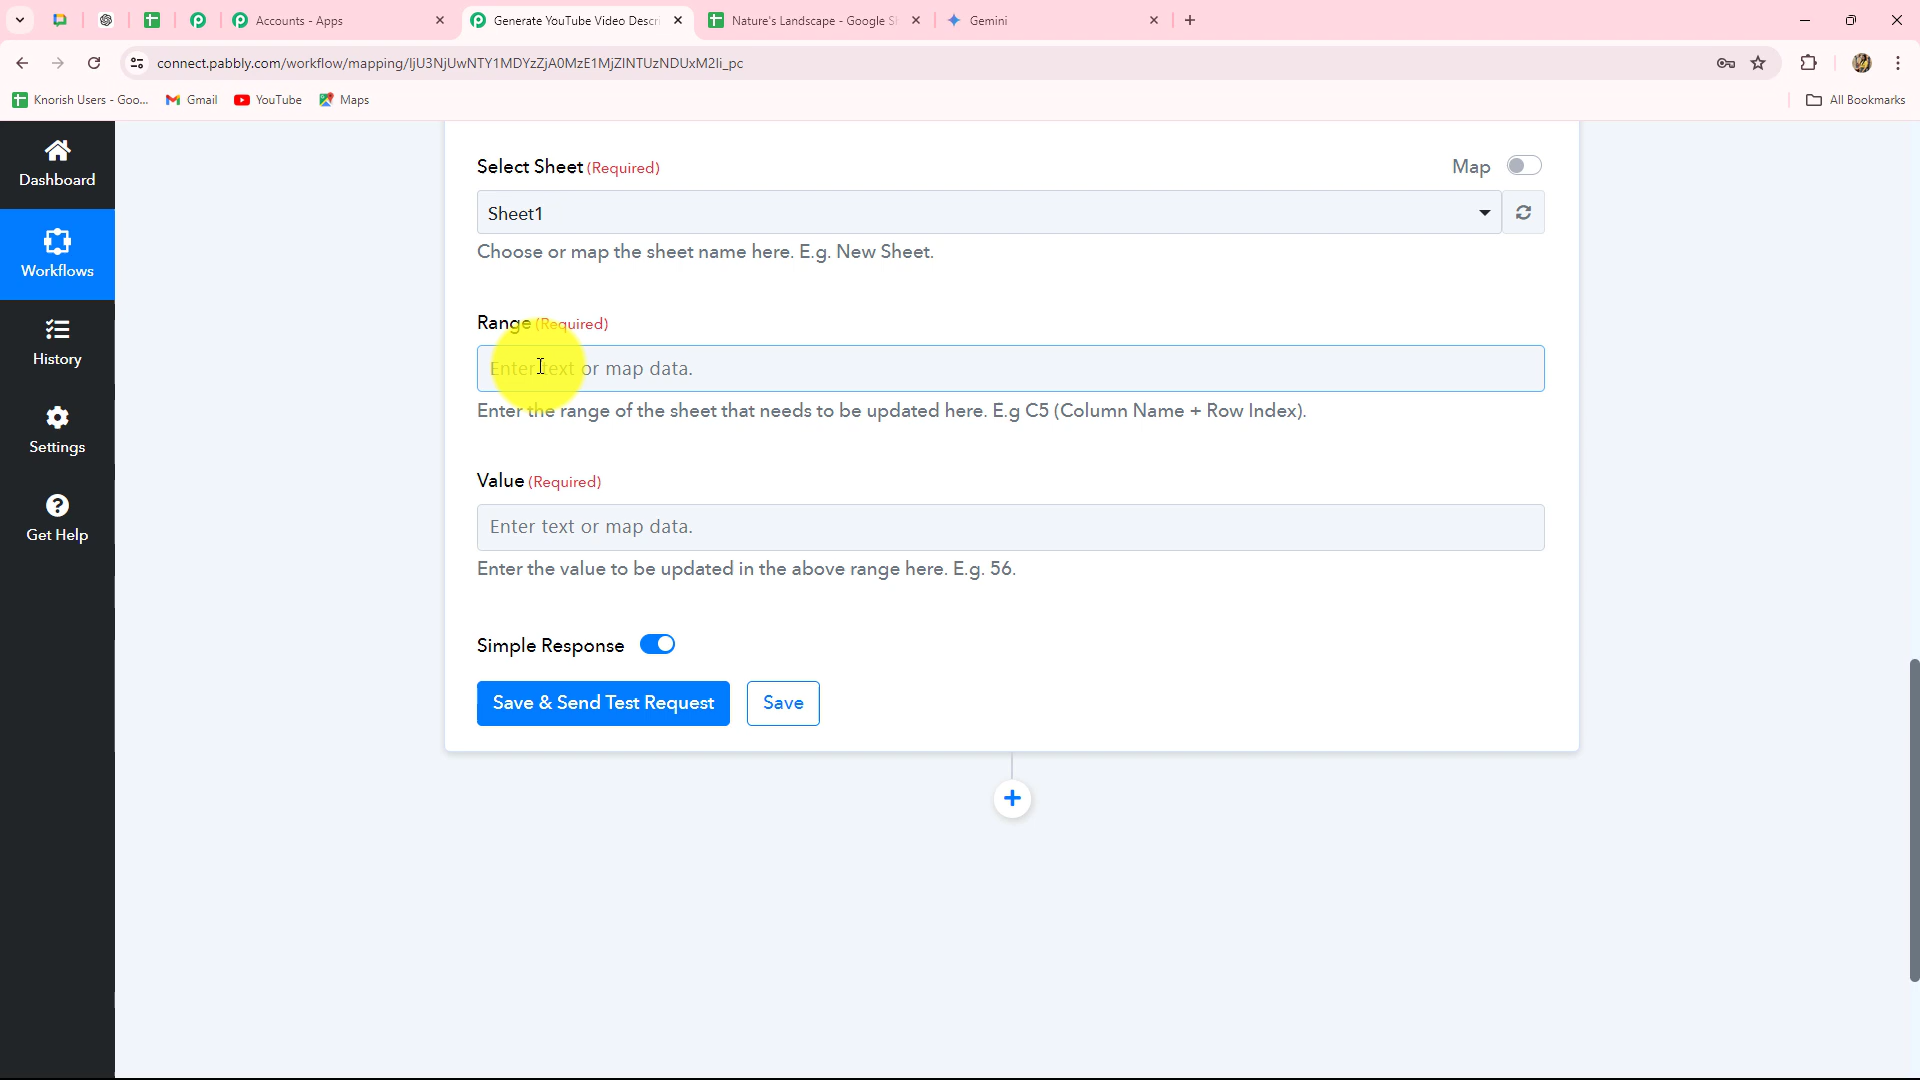 Accounts - Apps
Generate YouTube Video Descri
Nature's Landscape - Google S
Gemini
connect.pabbly.com/workflow/mapping/IjU3NjUwNTY1MDYzZjA0MzE1MjZlNTUzNDUxM2Ii_pc
Knorish Users - Goo...
Gmail
YouTube
Maps
All Bookmarks
Dashboard
Workflows
History
Settings
Get Help
Select Sheet (Required)
Map
Sheet1
Choose or map the sheet name here. E.g. New Sheet.
Range (Required)
Enter text or map data.
Enter the range of the sheet that needs to be updated here. E.g C5 (Column Name + Row Index).
Value (Required)
Enter text or map data.
Enter the value to be updated in the above range here. E.g. 56.
Simple Response
Save & Send Test Request
Save